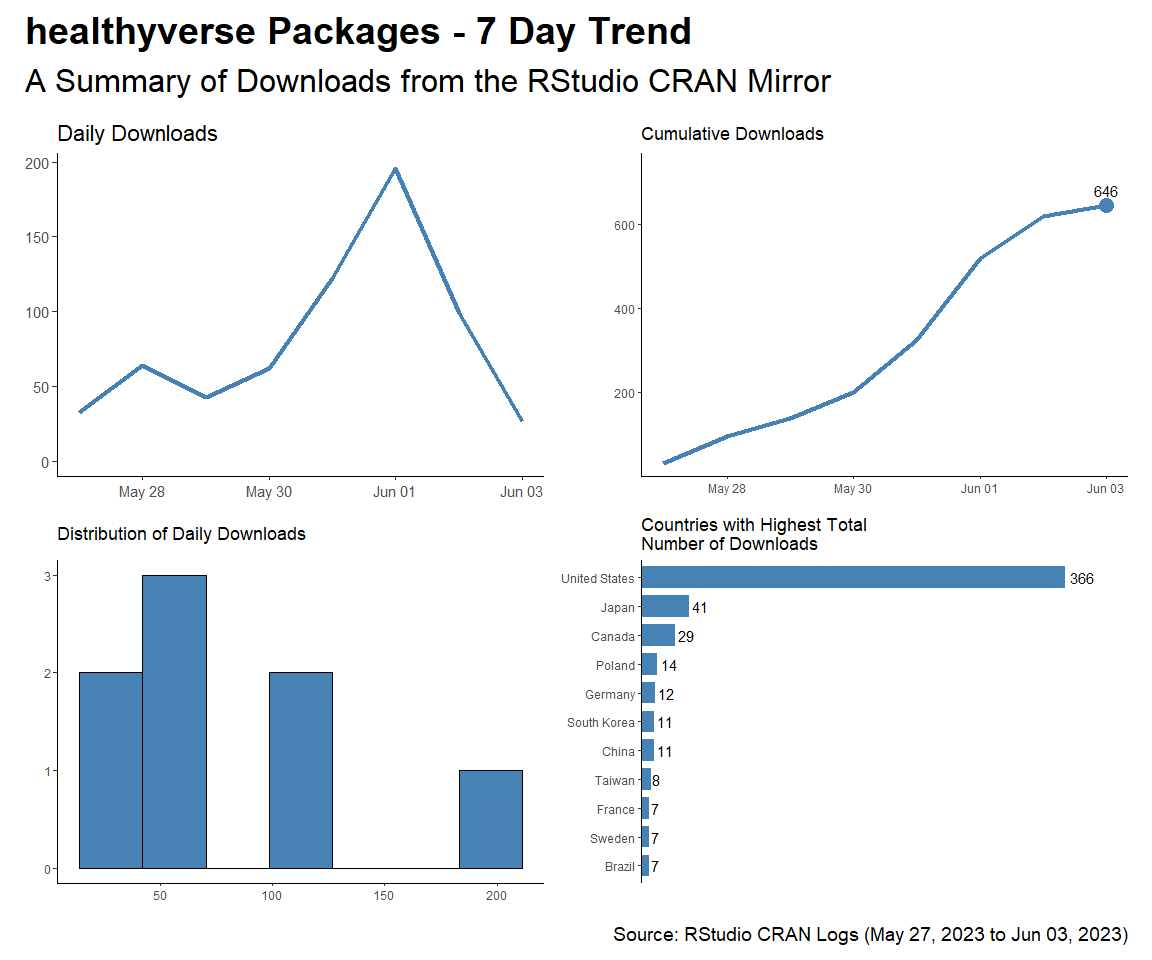 healthyverse Packages - 7 Day Trend
A Summary of Downloads from the RStudio CRAN Mirror
Daily Downloads
200
150
100
50
0
May 28
May 30
Jun 01
Jun 03
Cumulative Downloads
646
600
400
200
May 28
May 30
Jun 01
Jun 03
Distribution of Daily Downloads
3
2
1
0
50
100
150
200
Countries with Highest Total
Number of Downloads
United States 366
Japan 41
Canada 29
Poland 14
Germany 12
South Korea 11
China 11
Taiwan 8
France 7
Sweden 7
Brazil 7
Source: RStudio CRAN Logs (May 27, 2023 to Jun 03, 2023)